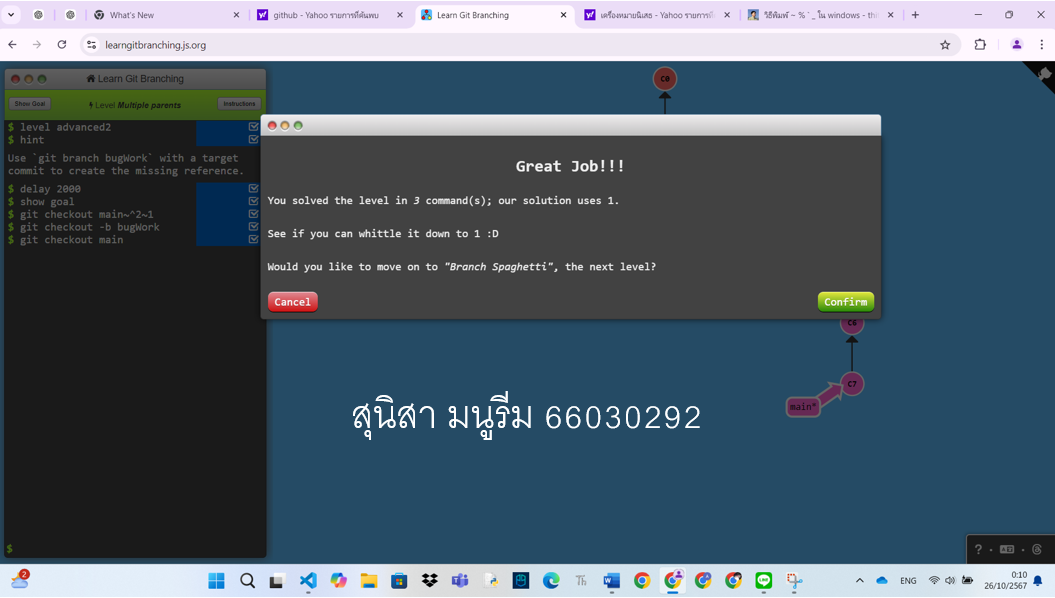 What's New
github - Yahoo รายการที่ค้นพบ
Learn Git Branching
เครื่องหมายนิเสธ - Yahoo รายการที่
วิธีพิมพ์ ~ % ` _ ใน windows - thi
learngitbranching.js.org
Learn Git Branching
Show Goal
Level Multiple parents
Instructions
$ level advanced2
$ hint
Use `git branch bugWork` with a target
commit to create the missing reference.
$ delay 2000
$ show goal
$ git checkout main~^2~1
$ git checkout -b bugWork
$ git checkout main
$
C0
Great Job!!!
You solved the level in 3 command(s); our solution uses 1.
See if you can whittle it down to 1 :D
Would you like to move on to "Branch Spaghetti", the next level?
Cancel
Confirm
C6
C7
main*
สุนิสา มนูรีม 66030292
2
ENG
0:10
26/10/2567